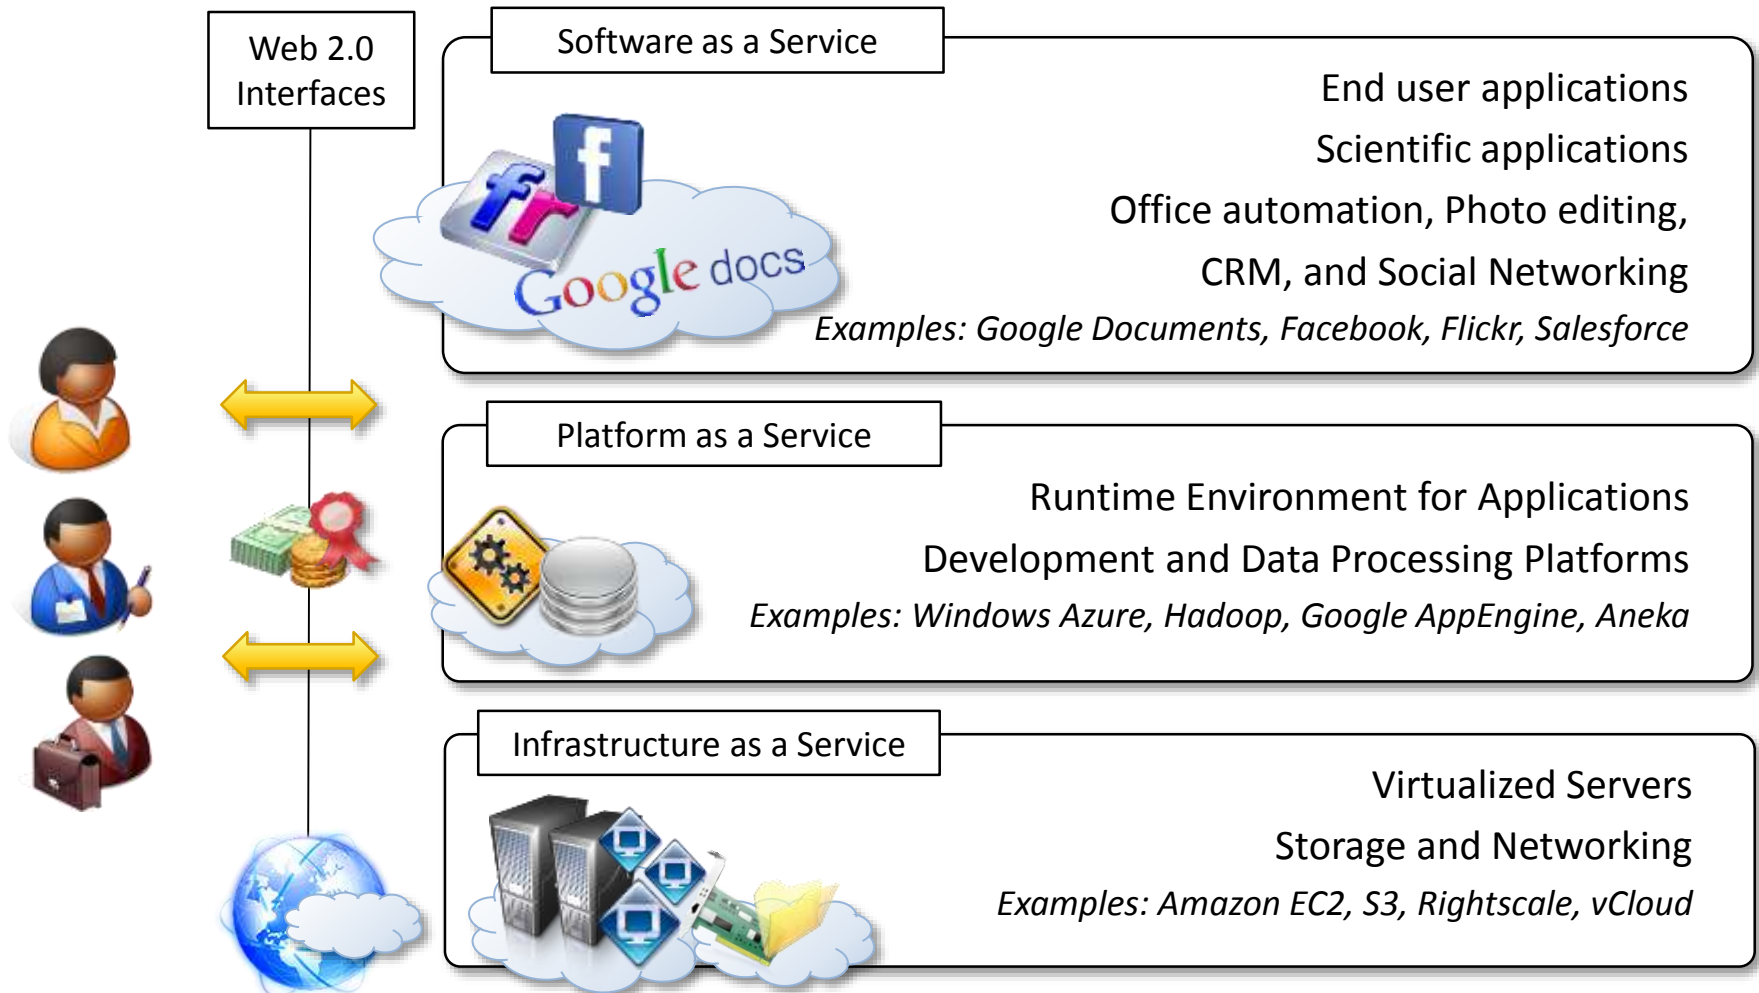 Web 2.0
Interfaces
Software as a Service
End user applications
Scientific applications
Office automation, Photo editing,
CRM, and Social Networking
Examples: Google Documents, Facebook, Flickr, Salesforce
f
fr
Google docs
Platform as a Service
Runtime Environment for Applications
Development and Data Processing Platforms
Examples: Windows Azure, Hadoop, Google AppEngine, Aneka
Infrastructure as a Service
Virtualized Servers
Storage and Networking
Examples: Amazon EC2, S3, Rightscale, vCloud